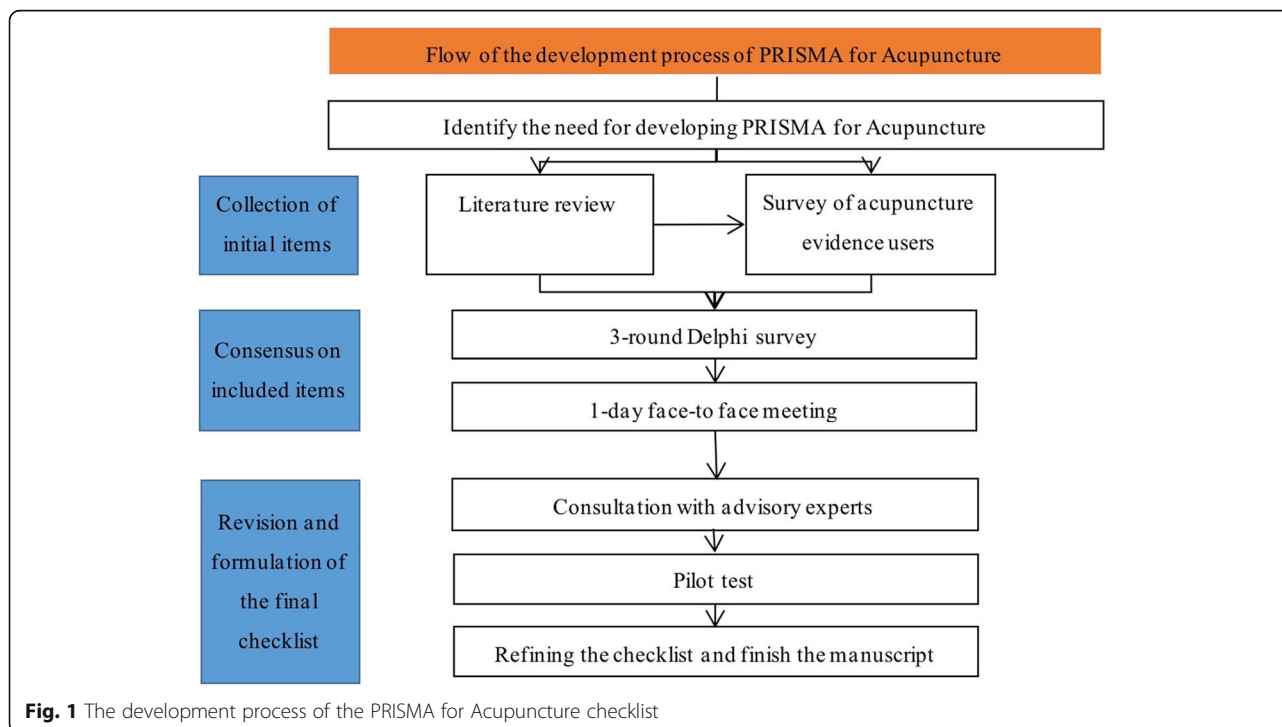 Flow of the development process of PRISMA for Acupuncture
Identify the need for developing PRISMA for Acupuncture
Collection of
initial items
Literature review
Survey of acupuncture
evidence users
Consensus on
included items
3-round Delphi survey
1-day face-to face meeting
Revision and
formulation of
the final
checklist
Consultation with advisory experts
Pilot test
Refining the checklist and finish the manuscript
Fig. 1 The development process of the PRISMA for Acupuncture checklist